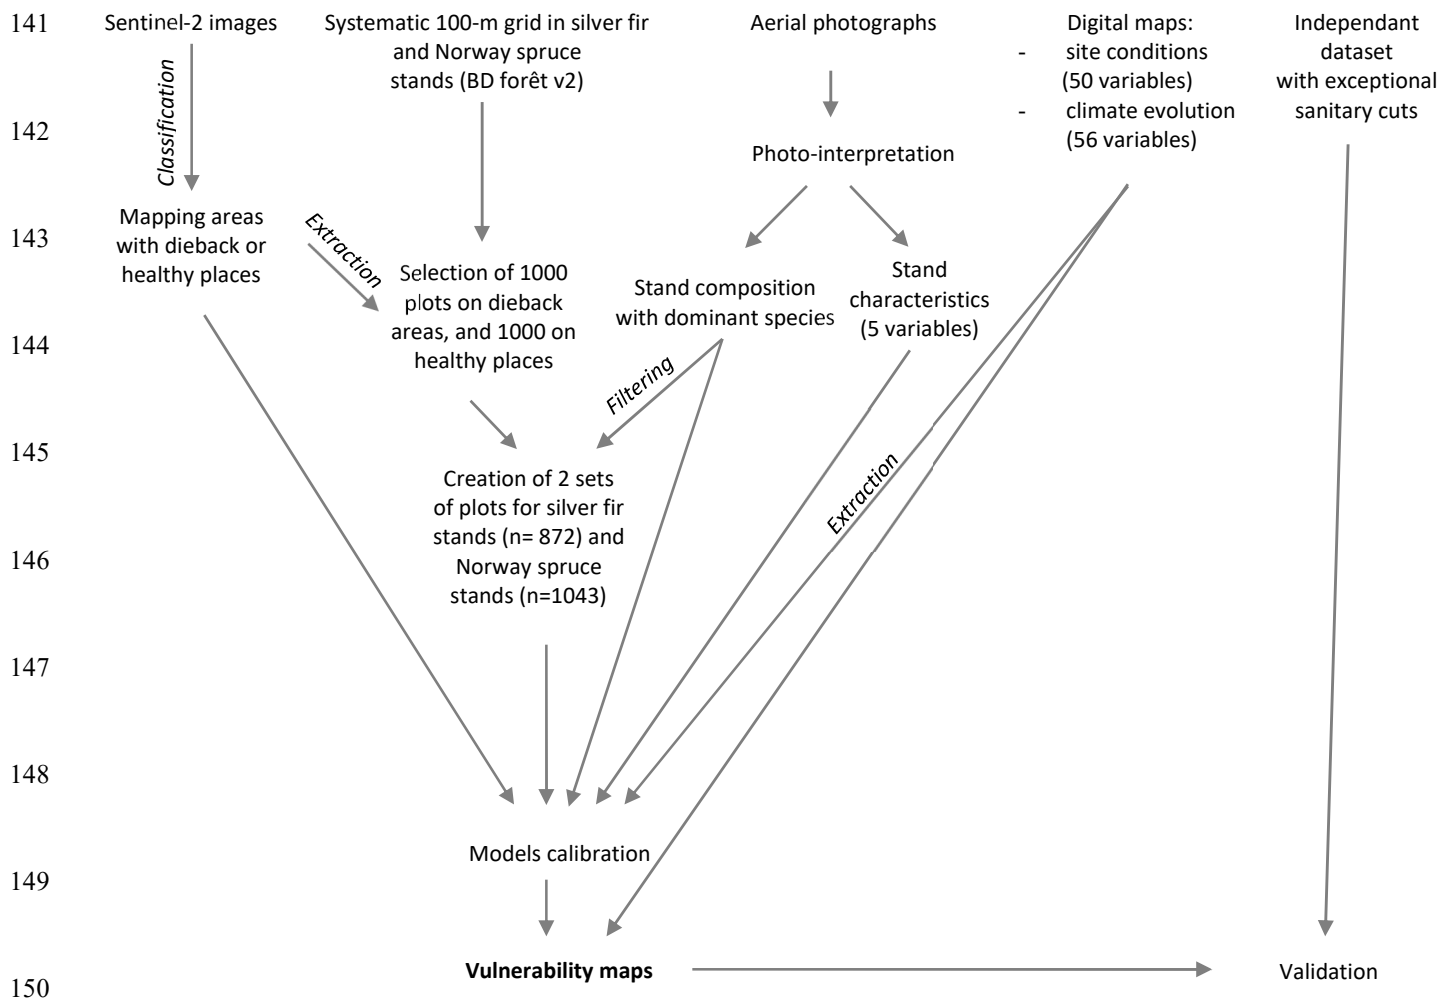 141
Sentinel-2 images
Systematic 100-m grid in silver fir
and Norway spruce
stands (BD forêt v2)
Aerial photographs
Digital maps:
- site conditions
(50 variables)
- climate evolution
(56 variables)
Independant
dataset
with exceptional
sanitary cuts
Classification
142
Photo-interpretation
143
Mapping areas
with dieback or
healthy places
Extraction
Selection of 1000
plots on dieback
areas, and 1000 on
healthy places
Stand composition
with dominant species
Stand
characteristics
(5 variables)
144
Filtering
145
Creation of 2 sets
of plots for silver fir
stands (n= 872) and
Norway spruce
stands (n=1043)
Extraction
146
147
148
Models calibration
149
Vulnerability maps
Validation
150